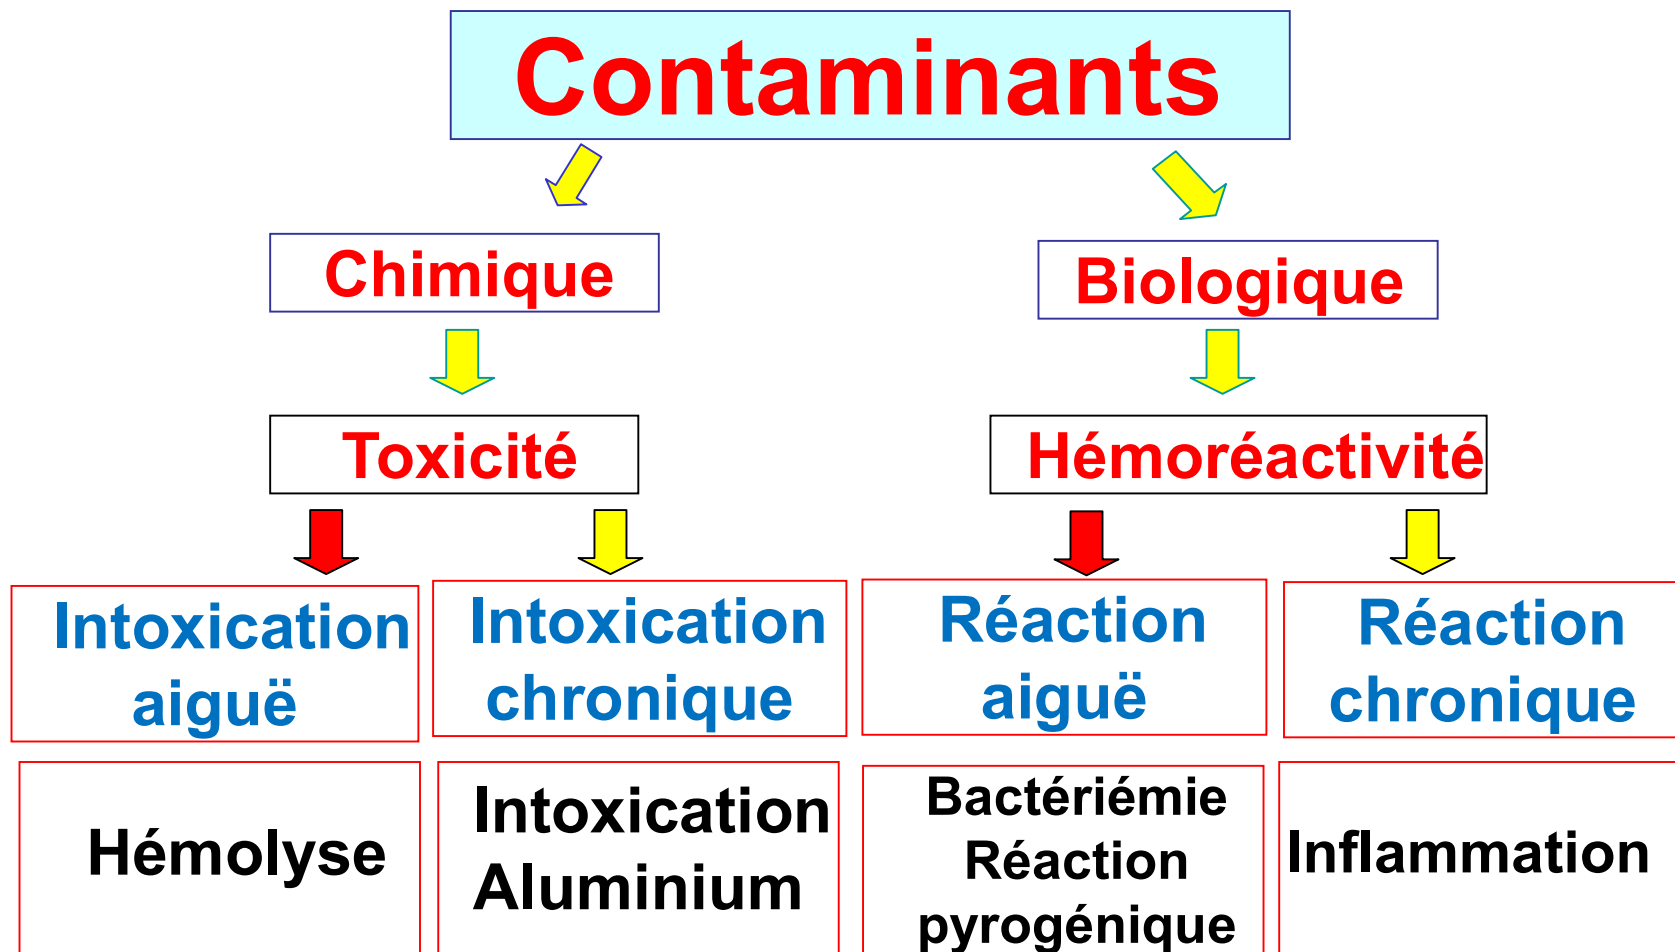 Contaminants
Chimique
Biologique
Toxicité
Hémoréactivité
Intoxication
aiguë
Intoxication
chronique
Réaction
aiguë
Réaction
chronique
Hémolyse
Intoxication
Aluminium
Bactériémie
Réaction
pyrogénique
Inflammation